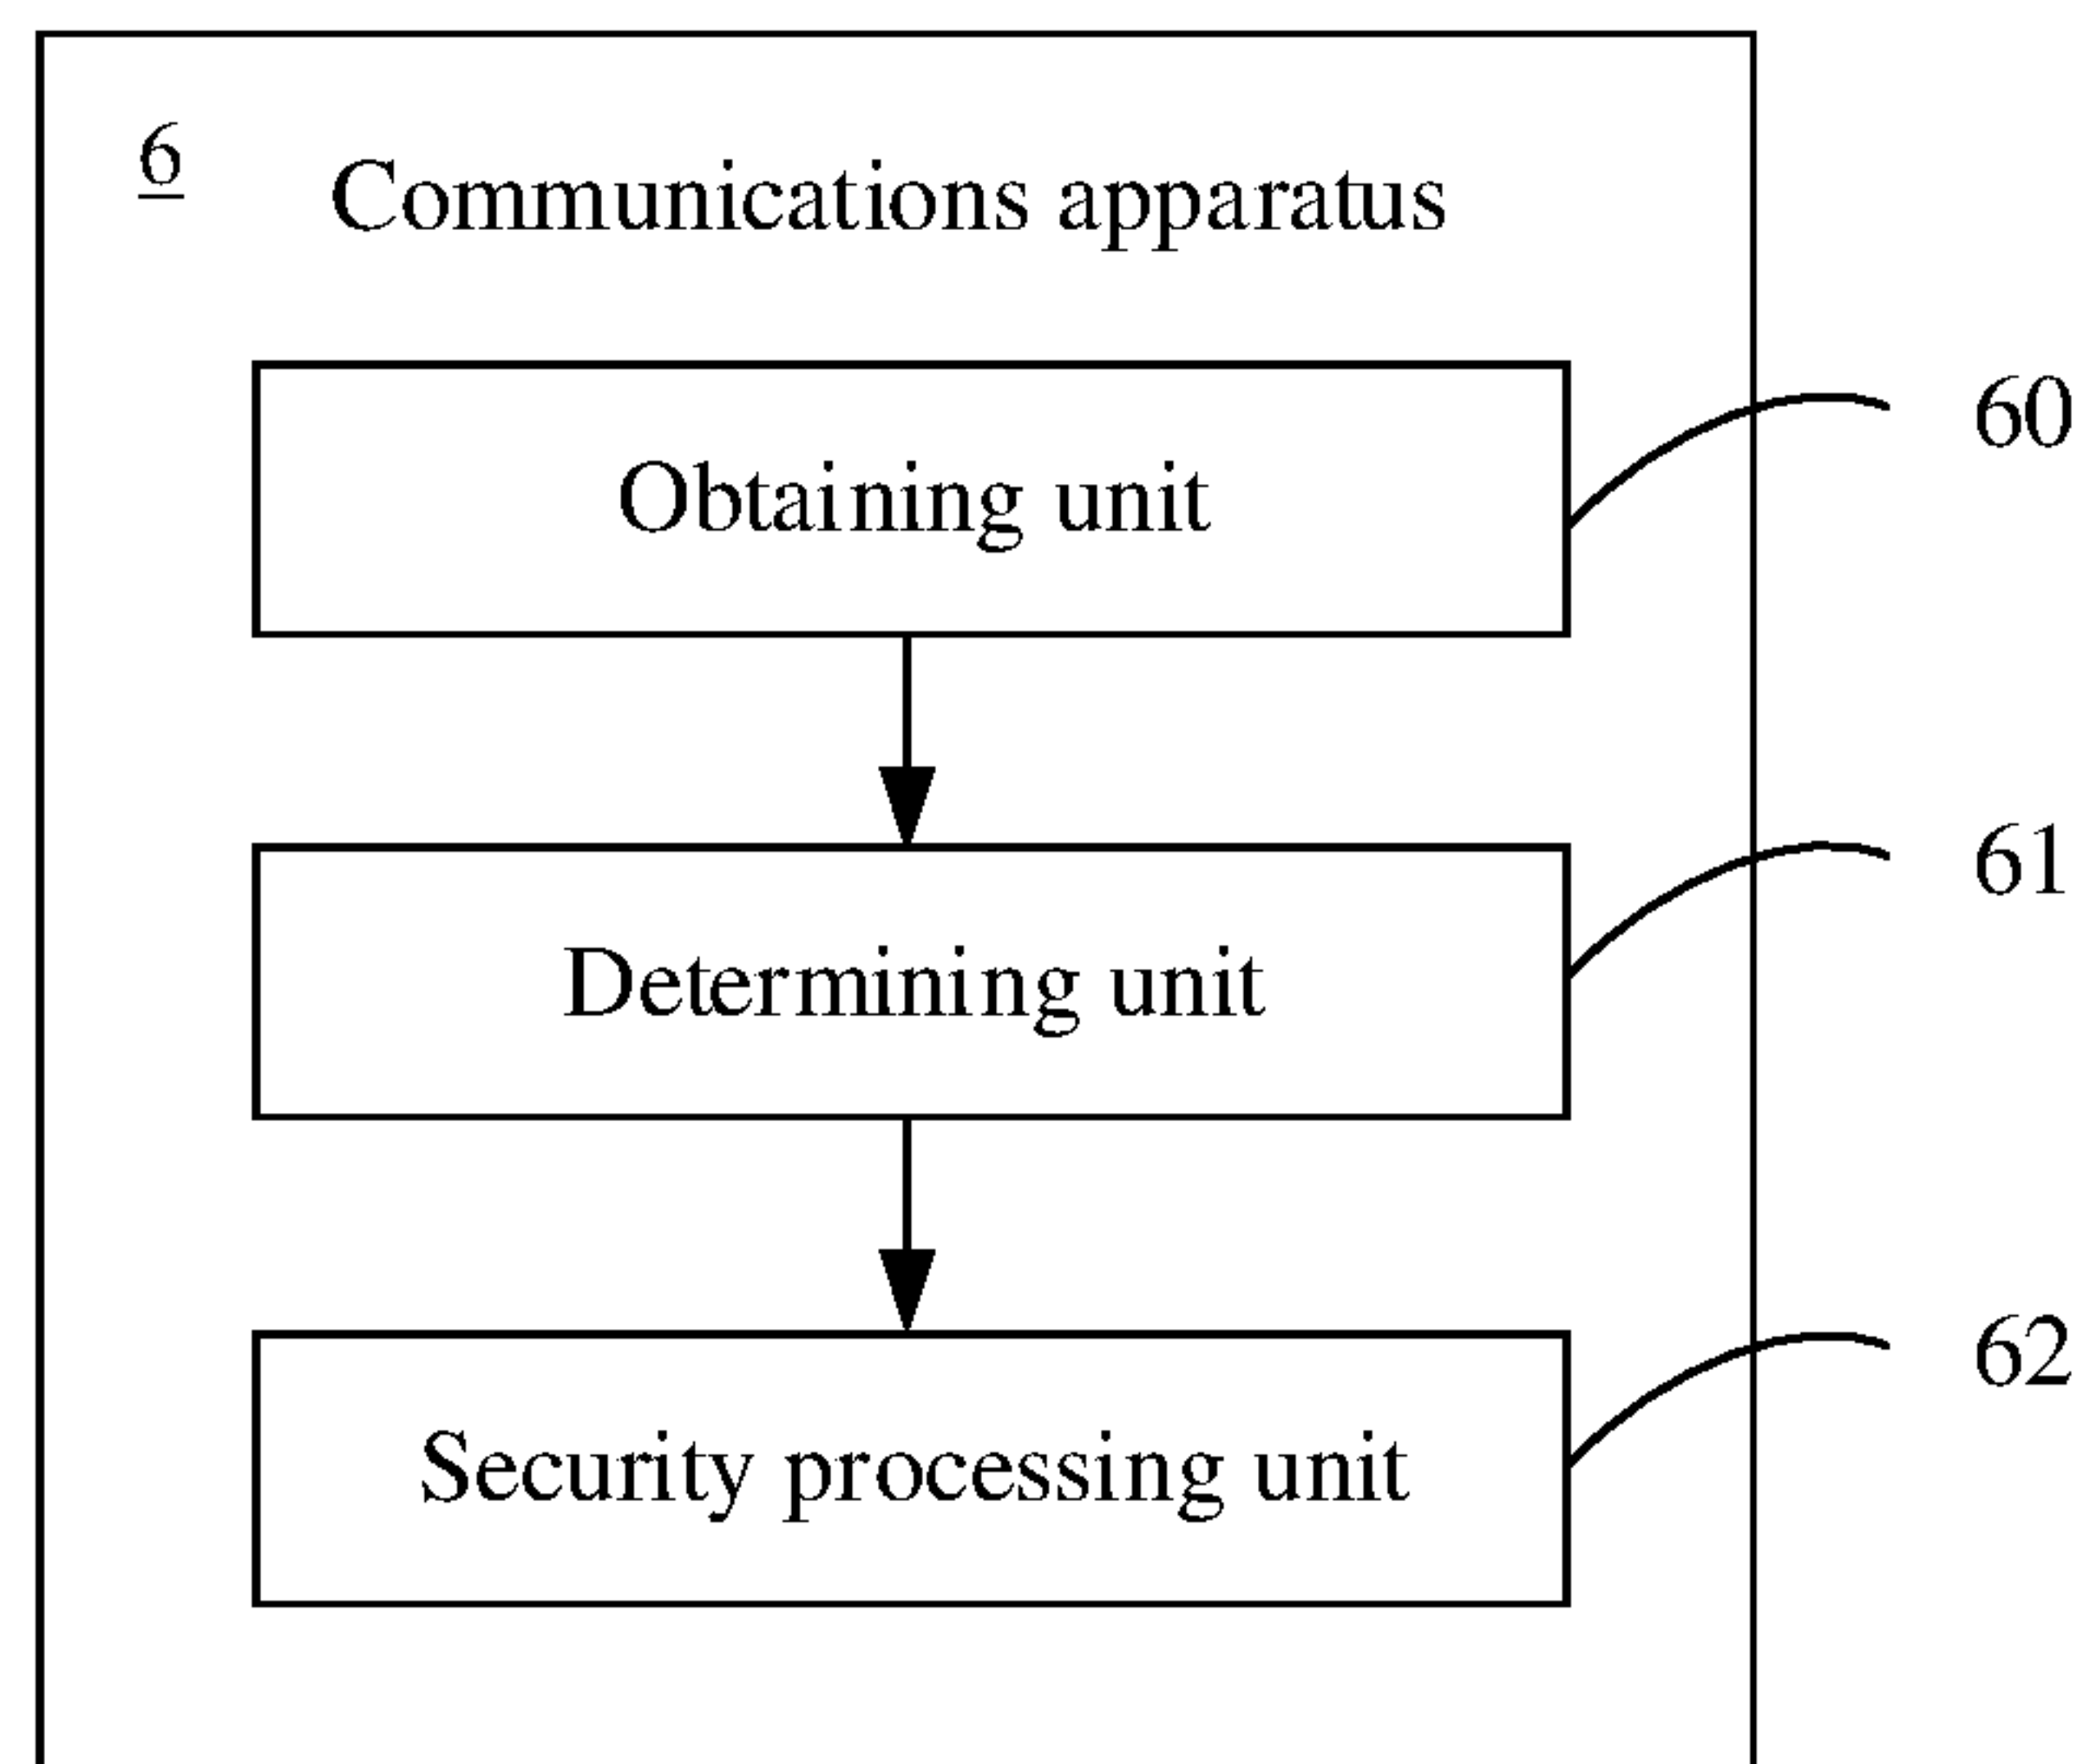 6
Communications apparatus
Obtaining unit
60
Determining unit
61
Security processing unit
62